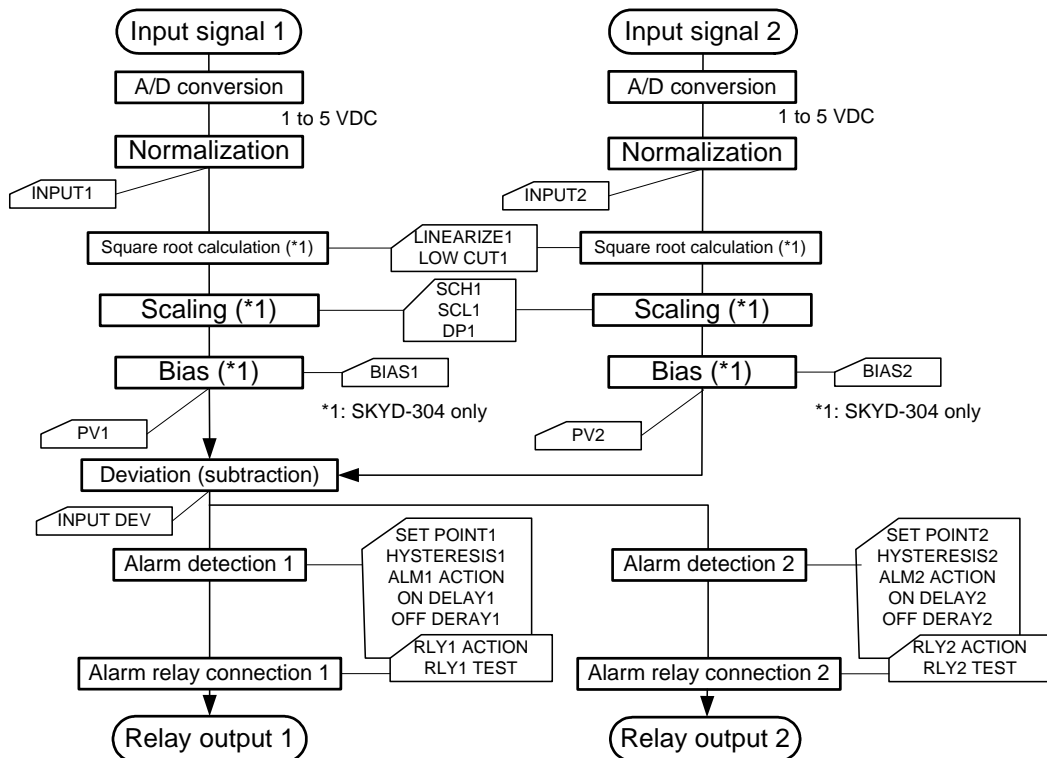 Input signal 1
Input signal 2
A/D conversion
A/D conversion
1 to 5 VDC
1 to 5 VDC
Normalization
Normalization
INPUT1
INPUT2
Square root calculation (*1)
LINEARIZE1
LOW CUT1
Square root calculation (*1)
Scaling (*1)
SCH1
SCL1
DP1
Scaling (*1)
Bias (*1)
BIAS1
Bias (*1)
BIAS2
*1: SKYD-304 only
*1: SKYD-304 only
PV1
PV2
Deviation (subtraction)
INPUT DEV
Alarm detection 1
SET POINT1
HYSTERESIS1
ALM1 ACTION
ON DELAY1
OFF DERAY1
Alarm detection 2
SET POINT2
HYSTERESIS2
ALM2 ACTION
ON DELAY2
OFF DERAY2
Alarm relay connection 1
RLY1 ACTION
RLY1 TEST
Alarm relay connection 2
RLY2 ACTION
RLY2 TEST
Relay output 1
Relay output 2